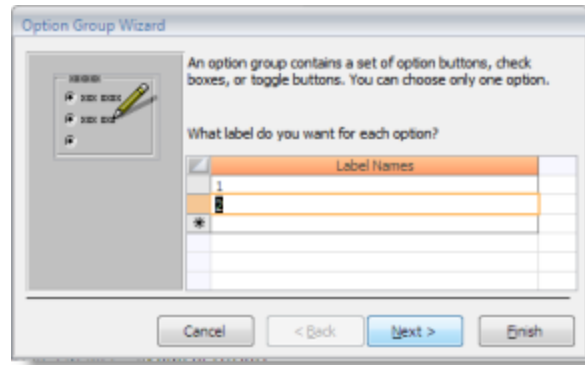 Option Group Wizard
An option group contains a set of option buttons, check
boxes, or toggle buttons. You can choose only one option.
What label do you want for each option?
Label Names
1
2
Cancel
< Back
Next >
Finish